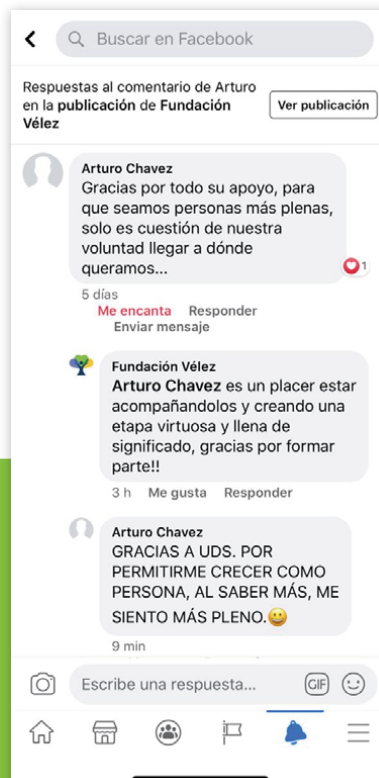 Buscar en Facebook
Respuestas al comentario de Arturo
en la publicación de Fundación
Vélez
Ver publicación
Arturo Chavez
Gracias por todo su apoyo, para
que seamos personas más plenas,
solo es cuestión de nuestra
voluntad llegar a dónde
queramos...
1
5 días
Me encanta Responder
Enviar mensaje
Fundación Vélez
Arturo Chavez es un placer estar
acompañandolos y creando una
etapa virtuosa y llena de
significado, gracias por formar
parte!!
3 h Me gusta Responder
Arturo Chavez
GRACIAS A UDS. POR
PERMITIRME CRECER COMO
PERSONA, AL SABER MÁS, ME
SIENTO MÁS PLENO.😀
9 min
Escribe una respuesta...
GIF